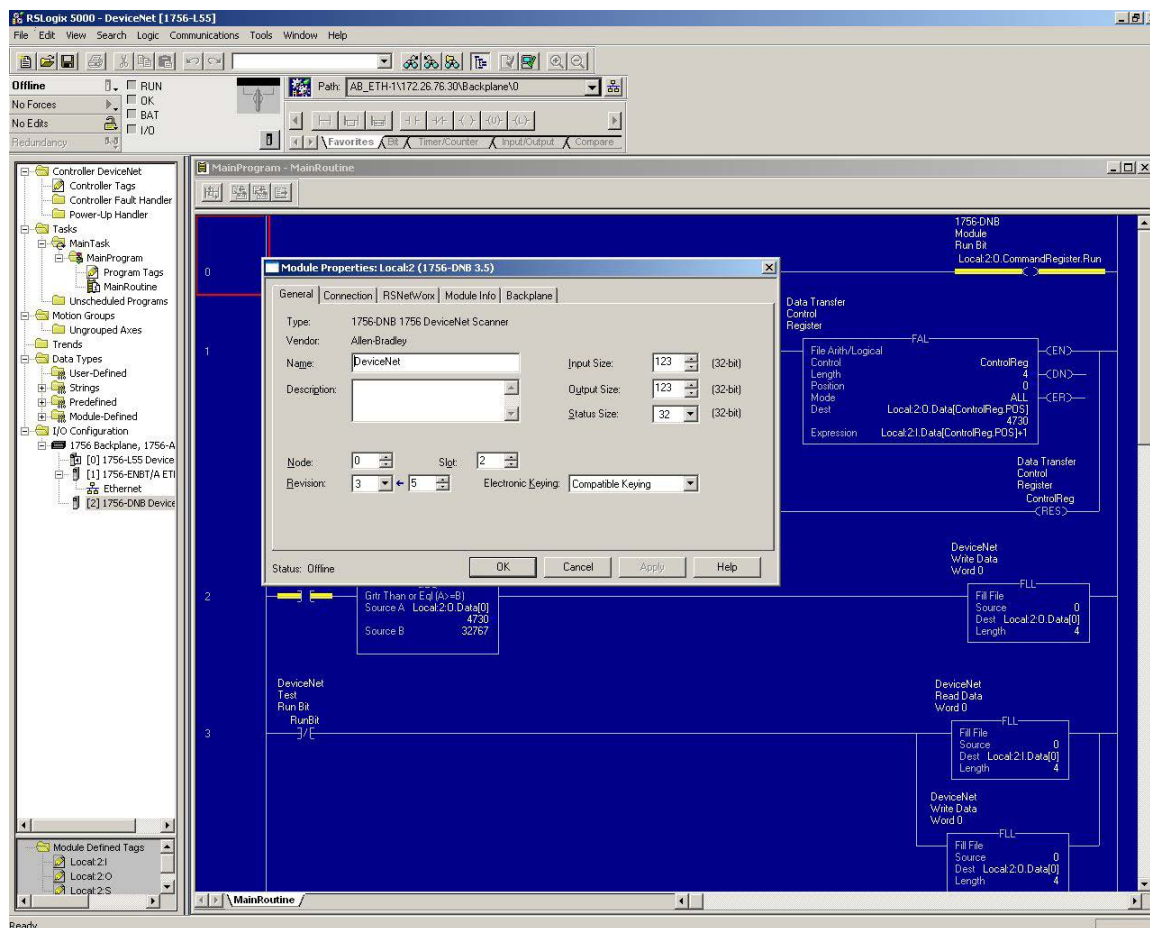 RSLogix 5000 - DeviceNet [1756-L55]
File Edit View Search Logic Communications Tools Window Help
Offline
RUN
Path: AB_ETH-1\172.26.76.30\Backplane\0
No Forces
OK
No Edits
BAT
Redundancy
I/O
Favorites Bit Timer/Counter Input/Output Compare
Controller DeviceNet
Controller Tags
Controller Fault Handler
Power-Up Handler
Tasks
MainTask
MainProgram
Program Tags
MainRoutine
Unscheduled Programs
Motion Groups
Ungrouped Axes
Trends
Data Types
User-Defined
Strings
Predefined
Module-Defined
I/O Configuration
1756 Backplane, 1756-A
[0] 1756-L55 Device
[1] 1756-ENBT/A ETI
Ethernet
[2] 1756-DNB Device
Module Defined Tags
Local:2:I
Local:2:O
Local:2:S
MainProgram - MainRoutine
0
1756-DNB
Module
Run Bit
Local:2:O.CommandRegister.Run
Module Properties: Local:2 (1756-DNB 3.5)
General Connection RSNetWorx Module Info Backplane
Type: 1756-DNB 1756 DeviceNet Scanner
Vendor: Allen-Bradley
Name: DeviceNet
Input Size: 123 (32-bit)
Description:
Output Size: 123 (32-bit)
Status Size: 32 (32-bit)
Node: 0 Slot: 2
Revision: 3 5 Electronic Keying: Compatible Keying
Status: Offline
OK Cancel Apply Help
1
Data Transfer
Control
Register
FAL
File Arith/Logical
Control ControlReg
Length 4
Position 0
Mode ALL
Dest Local:2:O.Data[ControlReg.POS]
4730
Expression Local:2:I.Data[ControlReg.POS]+1
EN
DN
ER
Data Transfer
Control
Register
ControlReg
RES
2
Grtr Than or Eql (A>=B)
Source A Local:2:O.Data[0]
4730
Source B 32767
DeviceNet
Write Data
Word 0
FLL
Fill File
Source 0
Dest Local:2:O.Data[0]
Length 4
3
DeviceNet
Test
Run Bit
RunBit
DeviceNet
Read Data
Word 0
FLL
Fill File
Source 0
Dest Local:2:I.Data[0]
Length 4
DeviceNet
Write Data
Word 0
FLL
Fill File
Source 0
Dest Local:2:O.Data[0]
Length 4
MainRoutine
Ready